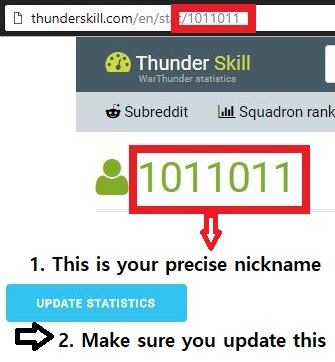 thunderskill.com/en/stat/1011011
Thunder Skill
WarThunder statistics
Subreddit Squadron rank
1011011
1. This is your precise nickname
UPDATE STATISTICS
2. Make sure you update this